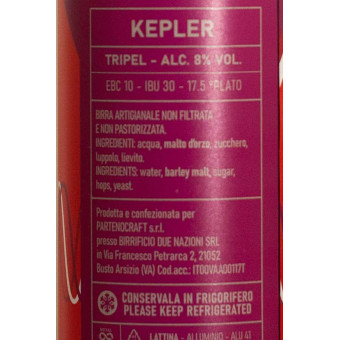 KEPLER
TRIPEL - ALC. 8% VOL.
EBC 10 - IBU 30 - 17.5 °PLATO
BIRRA ARTIGIANALE NON FILTRATA
E NON PASTORIZZATA.
INGREDIENTI: acqua, malto d'orzo, zucchero,
luppolo, lievito.
INGREDIENTS: water, barley malt, sugar,
hops, yeast.
Prodotta e confezionata per
PARTENOCRAFT s.r.l.
presso BIRRIFICIO DUE NAZIONI SRL
in Via Francesco Petrarca 2, 21052
Busto Arsizio (VA) Cod.acc.: IT00VAA00117T
CONSERVALA IN FRIGORIFERO
PLEASE KEEP REFRIGERATED
LATTINA - ALLUMINIO - ALU 41